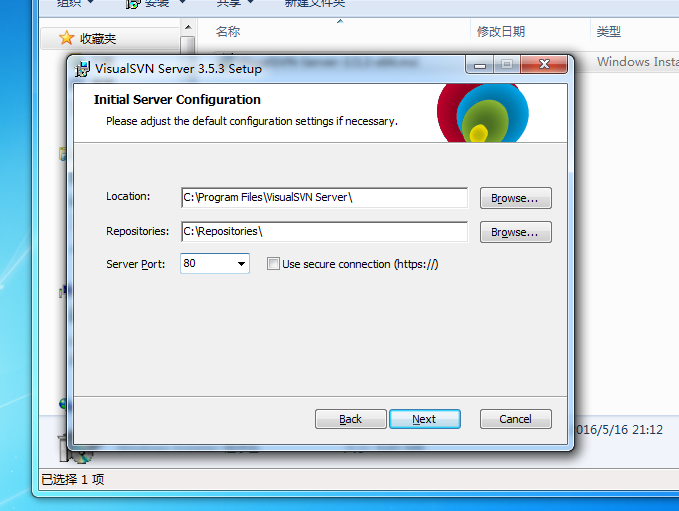 组织 安装 共享 新建文件夹
收藏夹
名称 修改日期 类型
Windows Insta
VisualSVN Server 3.5.3 Setup
Initial Server Configuration
Please adjust the default configuration settings if necessary.
Location: C:\Program Files\VisualSVN Server\ Browse...
Repositories: C:\Repositories\ Browse...
Server Port: 80 Use secure connection (https://)
Back Next Cancel
016/5/16 21:12
已选择 1 项